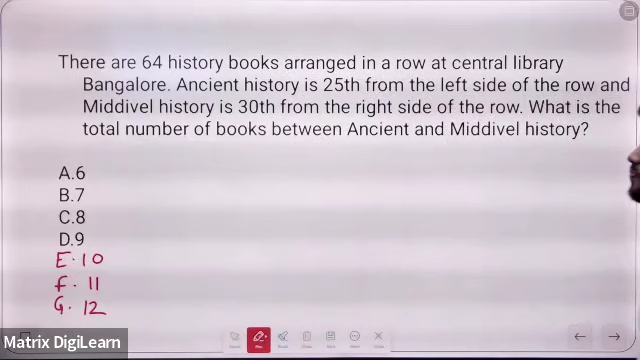 There are 64 history books arranged in a row at central library
Bangalore. Ancient history is 25th from the left side of the row and
Middivel history is 30th from the right side of the row. What is the
total number of books between Ancient and Middivel history?
A.6
B.7
C.8
D.9
E. 10
f. 11
G. 12
Matrix DigiLearn